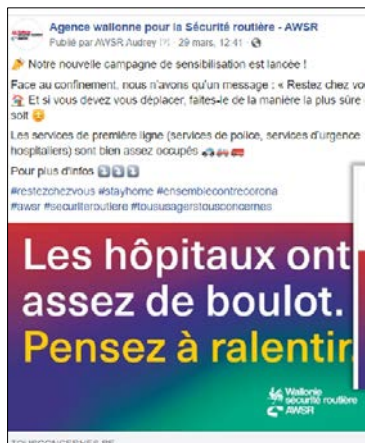 Agence wallonne pour la Sécurité routière - AWSR
Publié par AWSR Audrey · 29 mars, 12:41 ·
Notre nouvelle campagne de sensibilisation est lancée !
Face au confinement, nous n'avons qu'un message : « Restez chez vo
Et si vous devez vous déplacer, faites-le de la manière la plus sûre
soit
Les services de première ligne (services de police, services d'urgence
hospitaliers) sont bien assez occupés
Pour plus d'infos
#restezchezvous #stayhome #ensemblecontrecorona
#awsr #securiteroutiere #toususagerstousconcernes
Les hôpitaux ont
assez de boulot.
Pensez à ralentir.
Wallonie
sécurité routière
AWSR
TOUSCONCERNES.BE